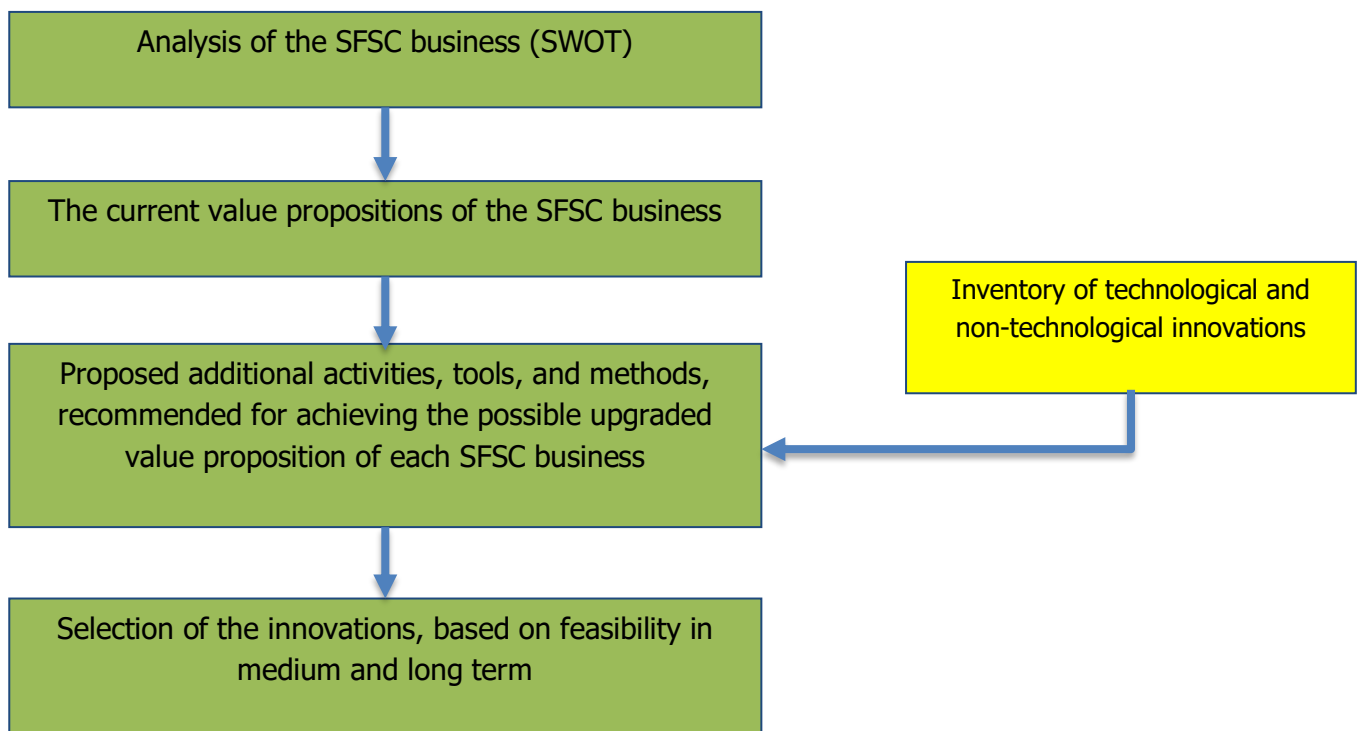 Analysis of the SFSC business (SWOT)
The current value propositions of the SFSC business
Inventory of technological and
non-technological innovations
Proposed additional activities, tools, and methods,
recommended for achieving the possible upgraded
value proposition of each SFSC business
Selection of the innovations, based on feasibility in
medium and long term